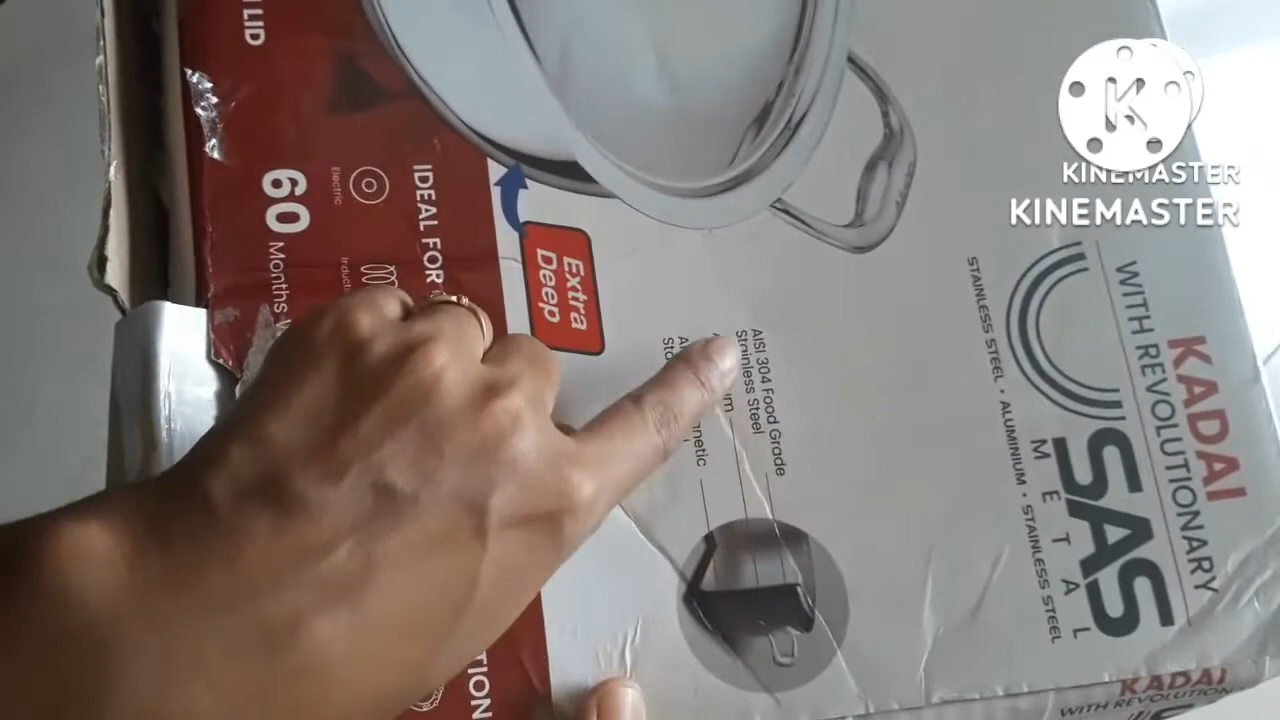 KINEMASTER
KINEMASTER
KADAI
WITH REVOLUTIONARY
SAS
METAL
STAINLESS STEEL • ALUMINIUM • STAINLESS STEEL
AISI 304 Food Grade
Stainless Steel
Extra
Deep
LID
IDEAL FOR
Electric
60 Months
KADAI
WITH REVOLUTION